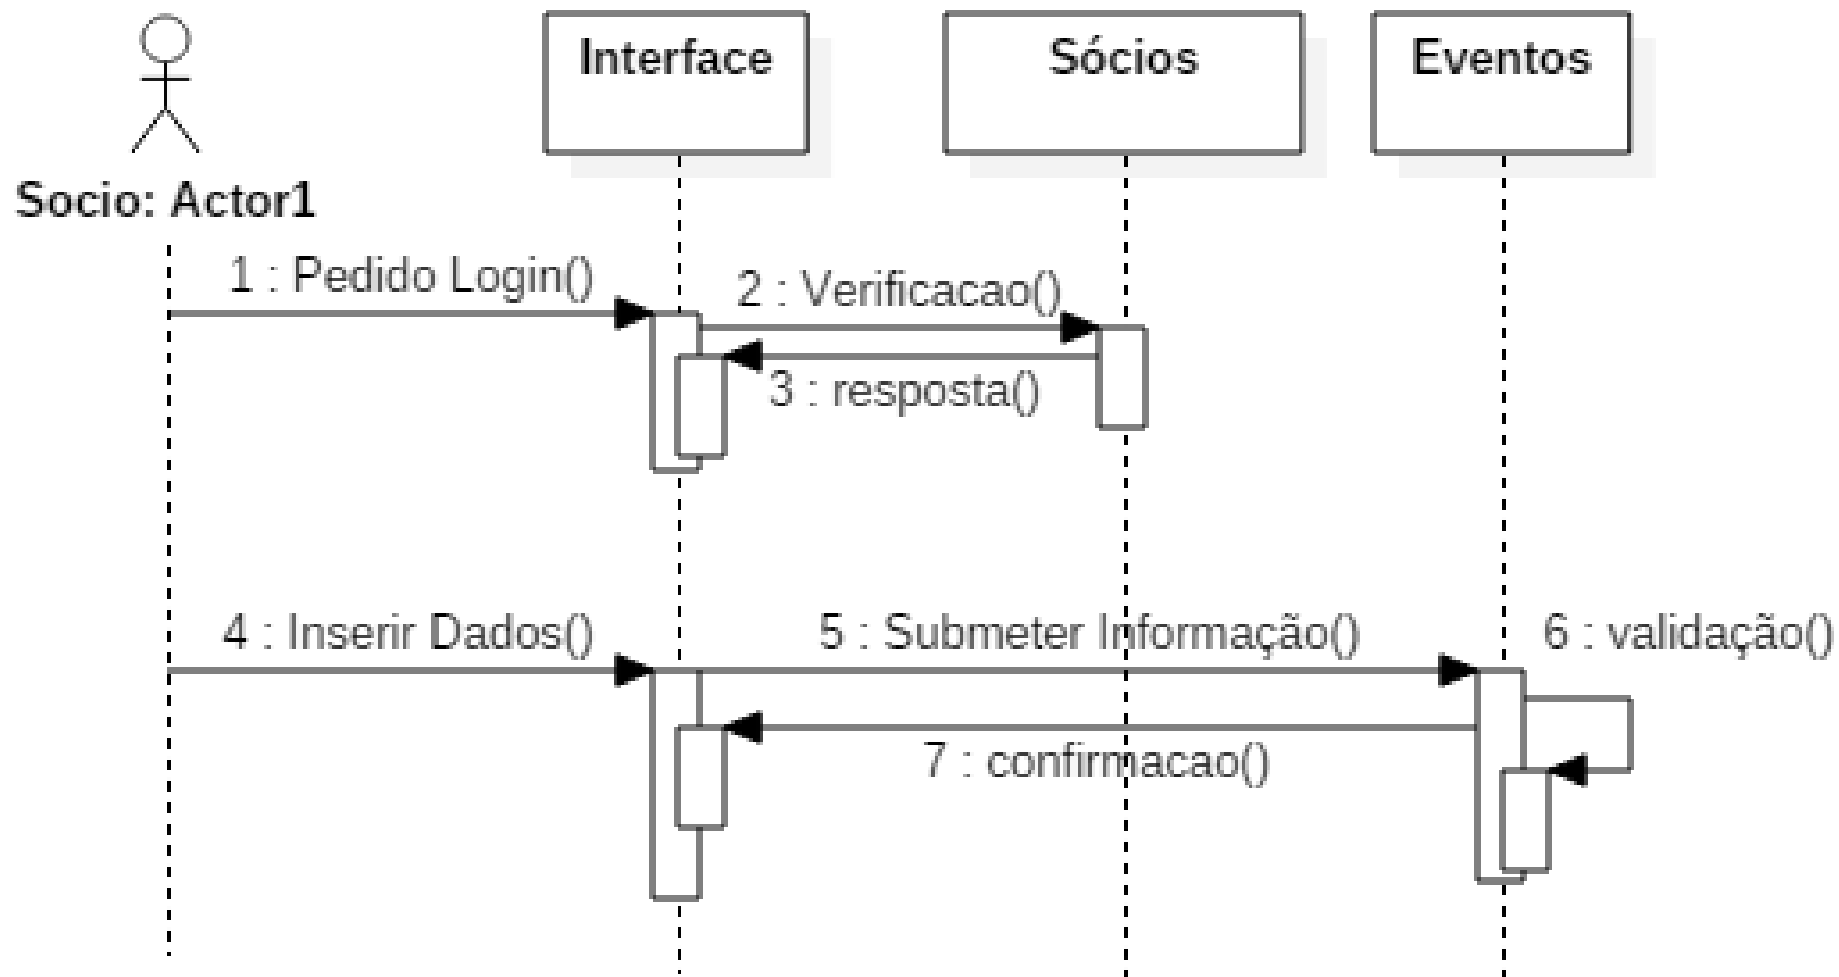 Interface
Sócios
Eventos
Socio: Actor1
1 : Pedido Login()
2 : Verificacao()
3 : resposta()
4 : Inserir Dados()
5 : Submeter Informação()
6 : validação()
7 : confirmacao()